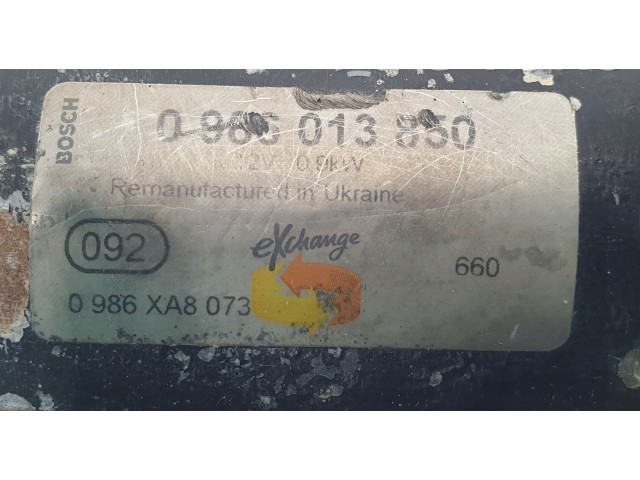 BOSCH
0 986 013 850
12V 0.9kW
Remanufactured in Ukraine
092
eXchange
660
0 986 XA8 073